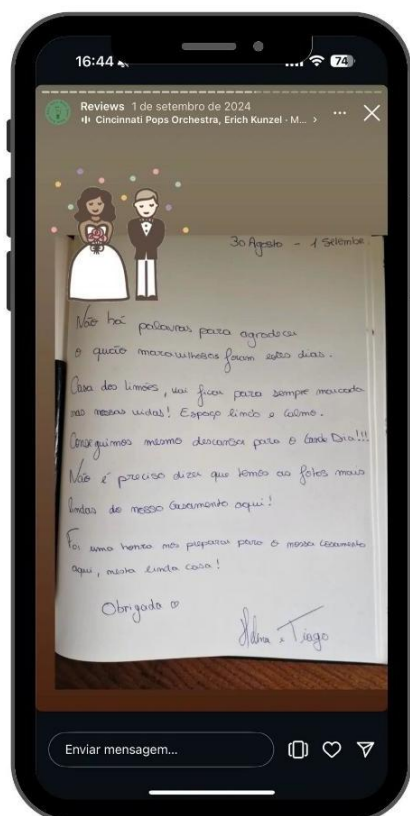 16:44
74
Reviews 1 de setembro de 2024
Cincinnati Pops Orchestra, Erich Kunzel · M... >
30 Agosto - 1 Setembro.
Não há palavras para agradecer
o quão maravilhosos foram estes dias.
Casa dos limões, vai ficar para sempre marcada
nas nossas vidas! Espaço lindo e calmo.
Conseguimos mesmo descansar para o Grande Dia!!!
Não é preciso dizer que temos as fotos mais
lindas do nosso Casamento aqui!
Foi uma honra nos preparar para o nosso casamento
aqui, nesta linda casa!
Obrigada ♡
Tiago
Enviar mensagem...